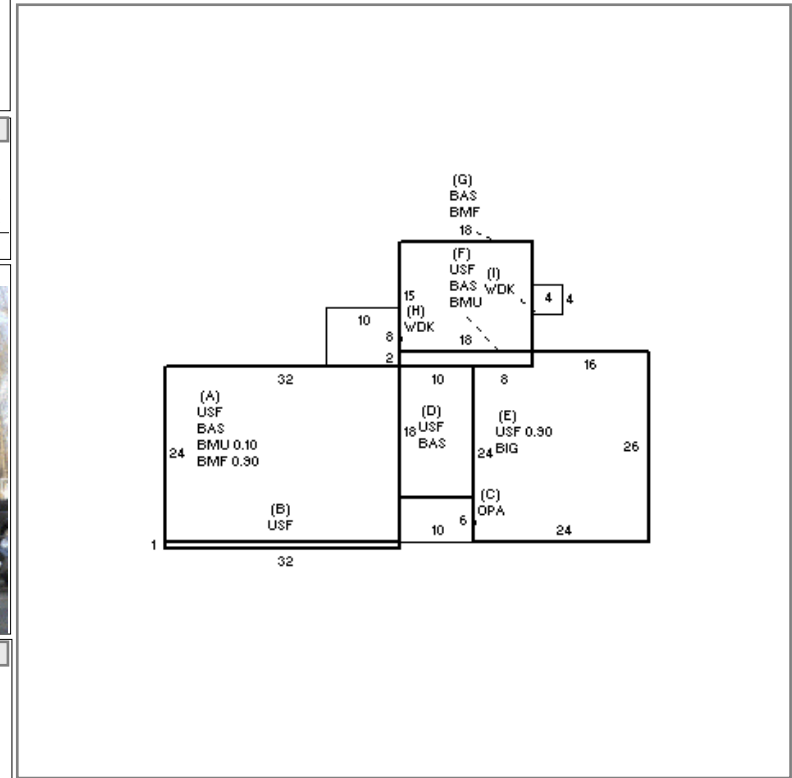 (G)
BAS
BMF
18
(F)
USF
BAS
BMU
(I)
WDK
15
(H)
WDK
4
4
10
8
18
2
32
10
8
16
(A)
USF
BAS
BMU 0.10
BMF 0.90
24
(D)
USF
BAS
18
(E)
USF 0.90
BIG
24
26
(B)
USF
(C)
OPA
6
10
24
1
32